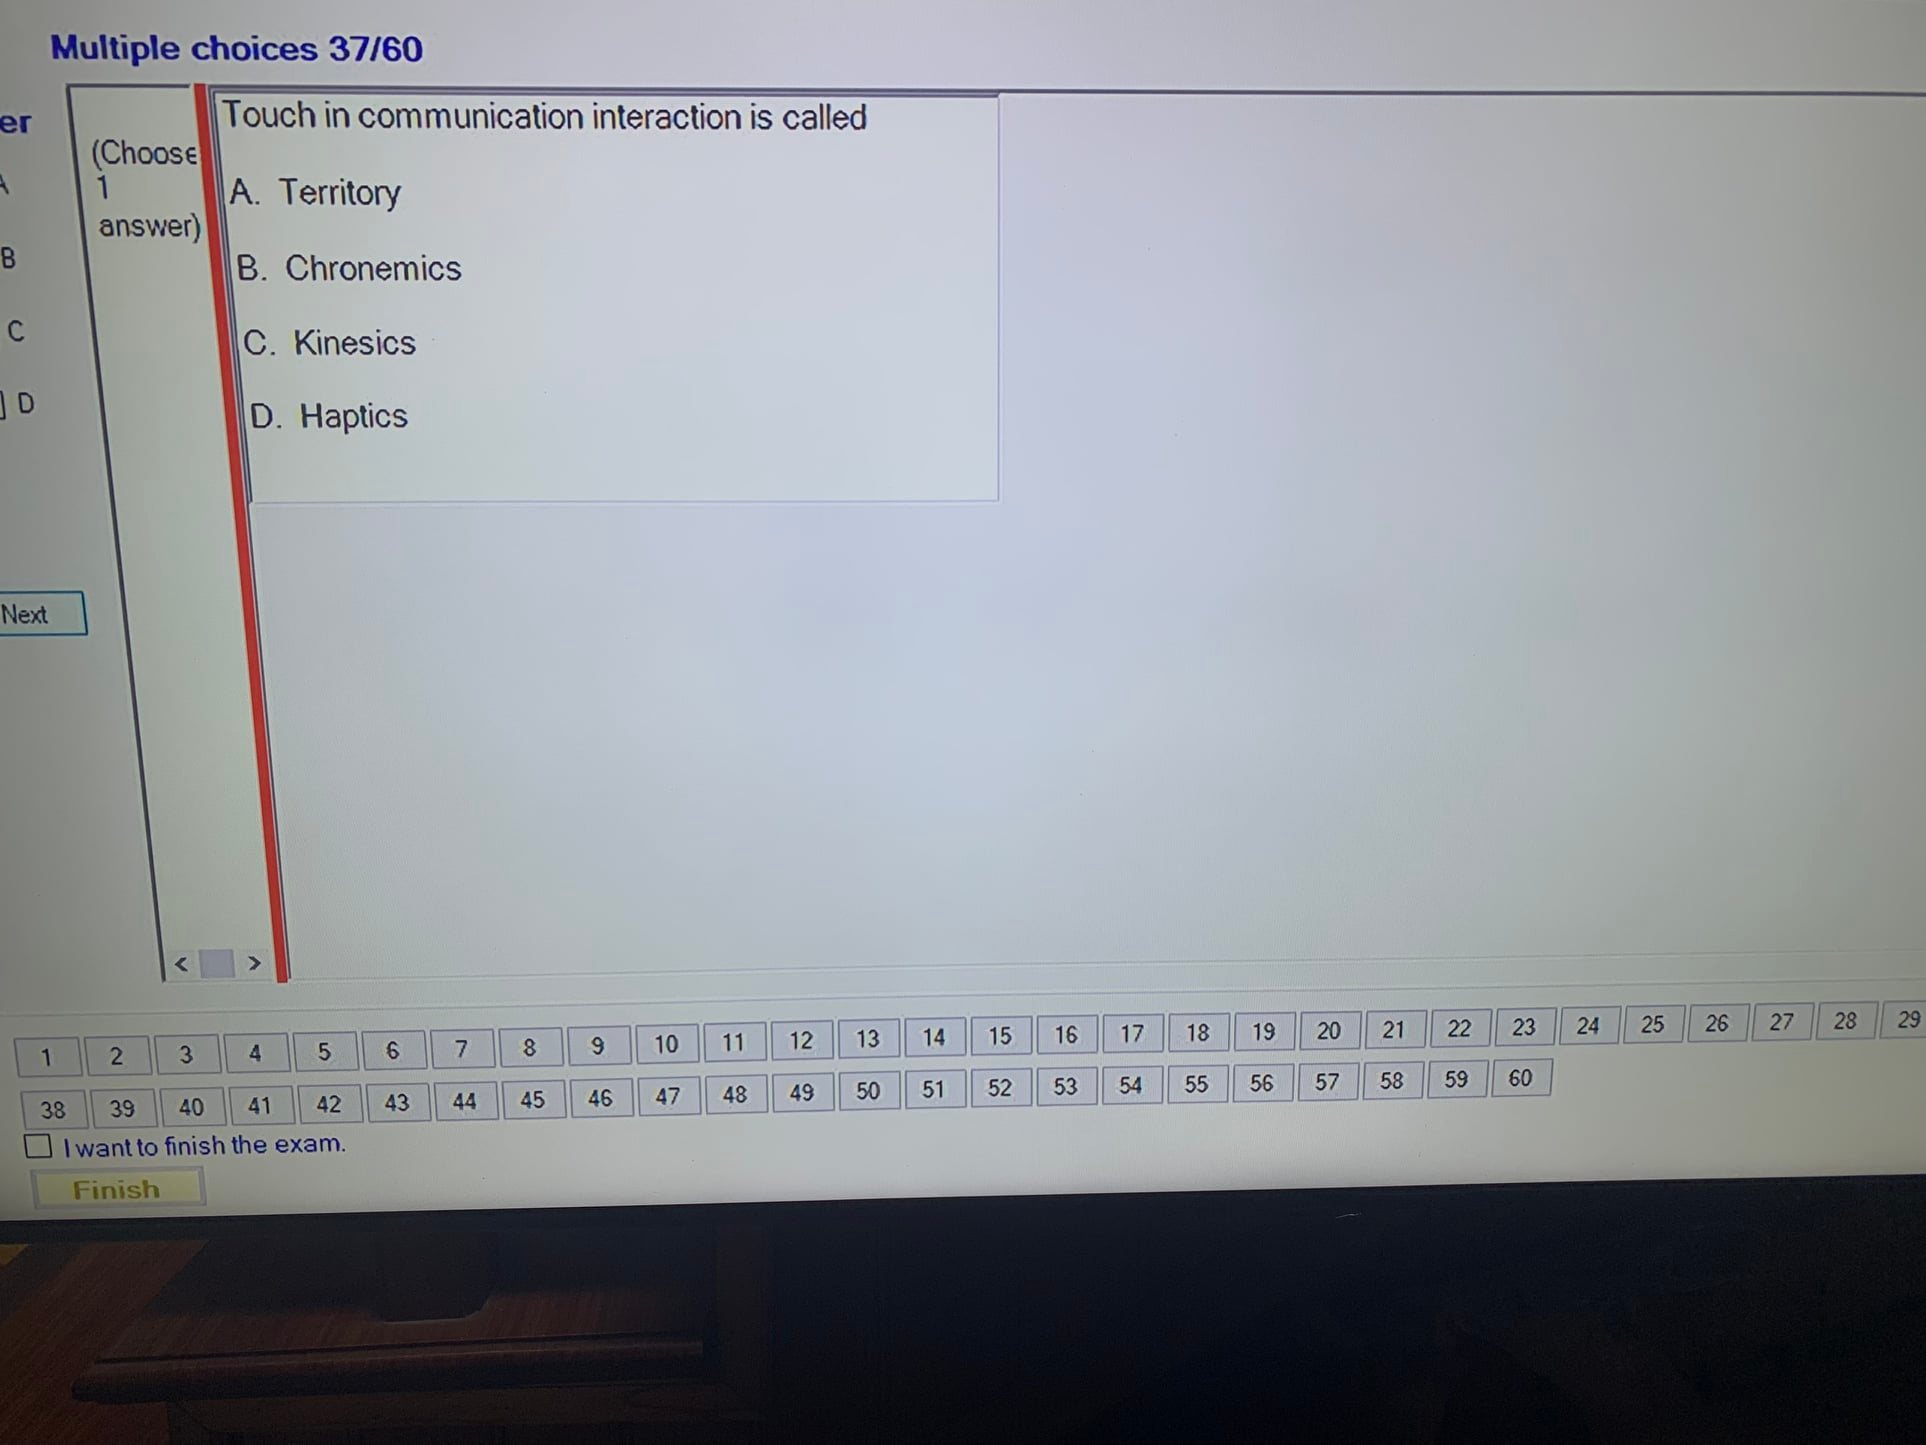 Multiple choices 37/60
er
(Choose
1
answer)
Touch in communication interaction is called
A. Territory
B. Chronemics
C. Kinesics
D. Haptics
A
B
C
D
Next
< >
1 2 3 4 5 6 7 8 9 10 11 12 13 14 15 16 17 18 19 20 21 22 23 24 25 26 27 28 29
38 39 40 41 42 43 44 45 46 47 48 49 50 51 52 53 54 55 56 57 58 59 60
I want to finish the exam.
Finish